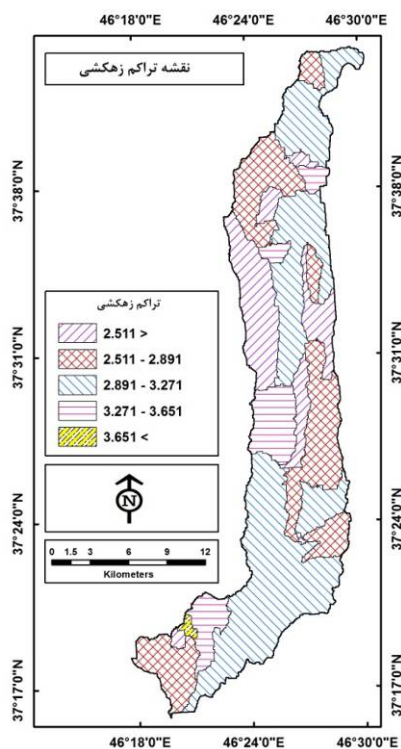 46°18'0"E 46°24'0"E 46°30'0"E
نقشه تراکم زهکشی
37°38'0"N 37°38'0"N
37°31'0"N 37°31'0"N
تراکم زهکشی
2.511 >
2.511 - 2.891
2.891 - 3.271
3.271 - 3.651
3.651 <
N
37°24'0"N 37°24'0"N
0 1.5 3 6 9 12
Kilometers
37°17'0"N 37°17'0"N
46°18'0"E 46°24'0"E 46°30'0"E